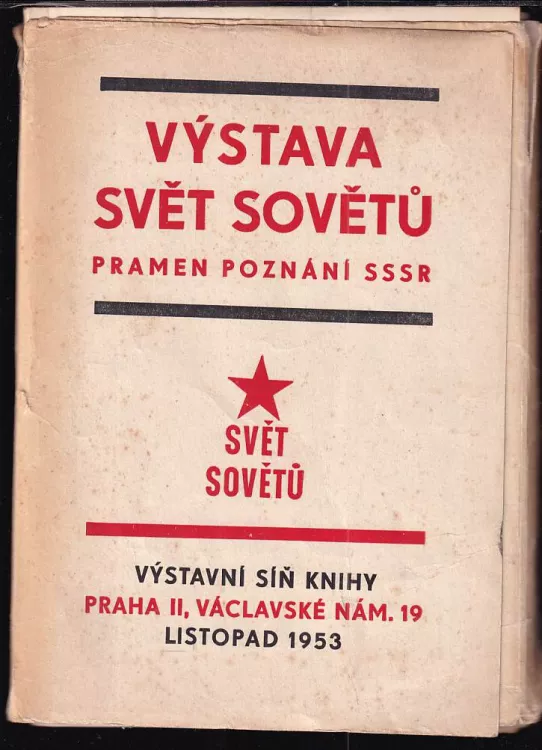 VÝSTAVA
SVĚT SOVĚTŮ
PRAMEN POZNÁNÍ SSSR
SVĚT
SOVĚTŮ
VÝSTAVNÍ SÍŇ KNIHY
PRAHA II, VÁCLAVSKÉ NÁM. 19
LISTOPAD 1953